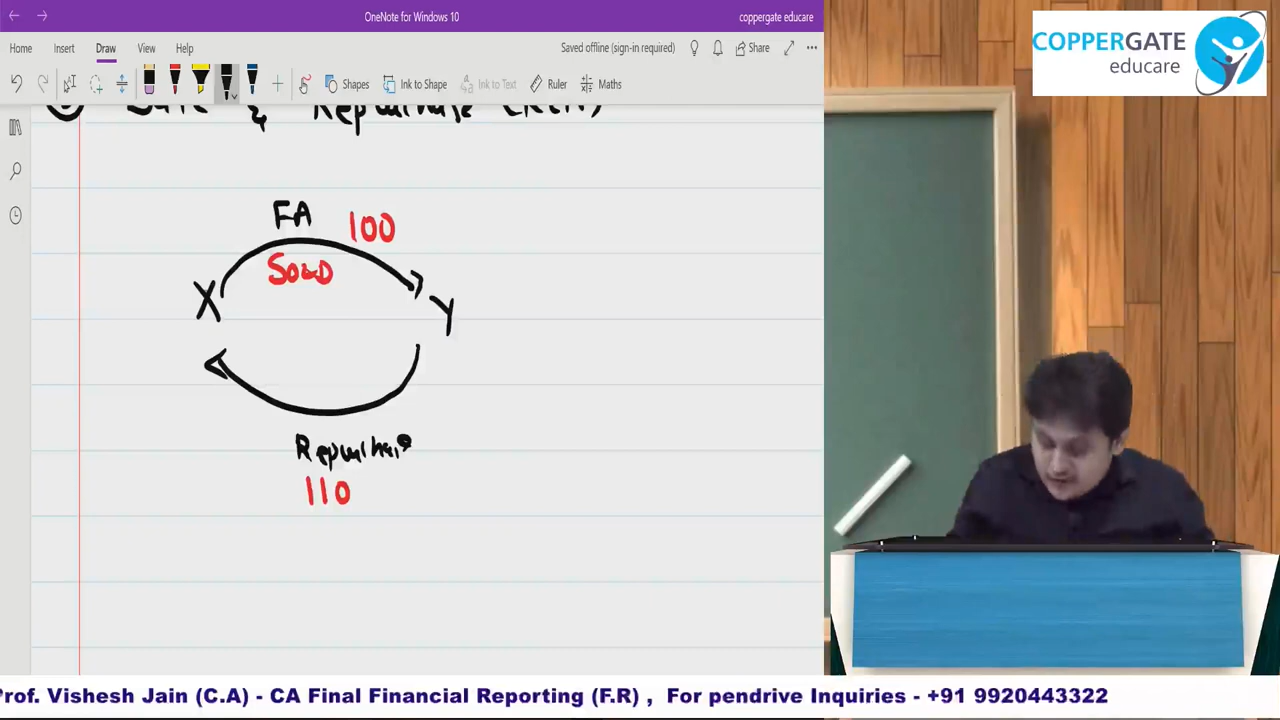 OneNote for Windows 10
coppergate educare
Home Insert Draw View Help
Saved offline (sign-in required) Share
Shapes Ink to Shape Ink to Text Ruler Maths
COPPERGATE
educare
FA
100
SOLD
X
Y
110
Prof. Vishesh Jain (C.A) - CA Final Financial Reporting (F.R) , For pendrive Inquiries - +91 9920443322